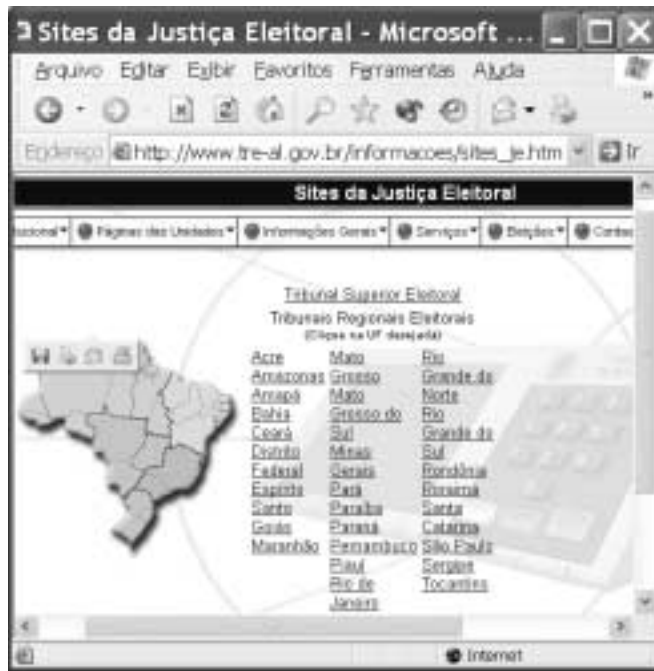 Sites da Justiça Eleitoral - Microsoft ...
Arquivo Editar Exibir Favoritos Ferramentas Ajuda
Endereço http://www.tre-al.gov.br/informacoes/sites_je.htm Ir
Sites da Justiça Eleitoral
Páginas das Unidades Informações Gerais Serviços Eleições
Tribunal Superior Eleitoral
Tribunais Regionais Eleitorais
(Clique na UF desejada)
Acre Mato Rio
Amazonas Grosso Grande do
Amapá Mato Norte
Bahia Grosso do Rio
Ceará Sul Grande do
Distrito Minas Sul
Federal Gerais Rondônia
Espírito Pará Roraima
Santo Paraíba Santa
Goiás Paraná Catarina
Maranhão Pernambuco São Paulo
Piauí Sergipe
Rio de Tocantins
Janeiro
Internet